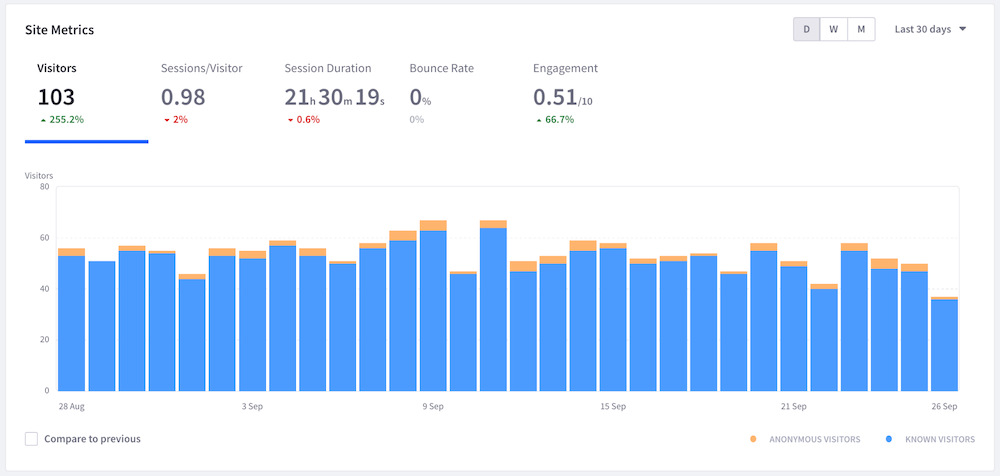 Site Metrics
D W M
Last 30 days
Visitors Sessions/Visitor Session Duration Bounce Rate Engagement
103 0.98 21h 30m 19s 0% 0.51/10
255.2% 2% 0.6% 0% 66.7%
Visitors
80
60
40
20
0
28 Aug 3 Sep 9 Sep 15 Sep 21 Sep 26 Sep
Compare to previous
ANONYMOUS VISITORS KNOWN VISITORS